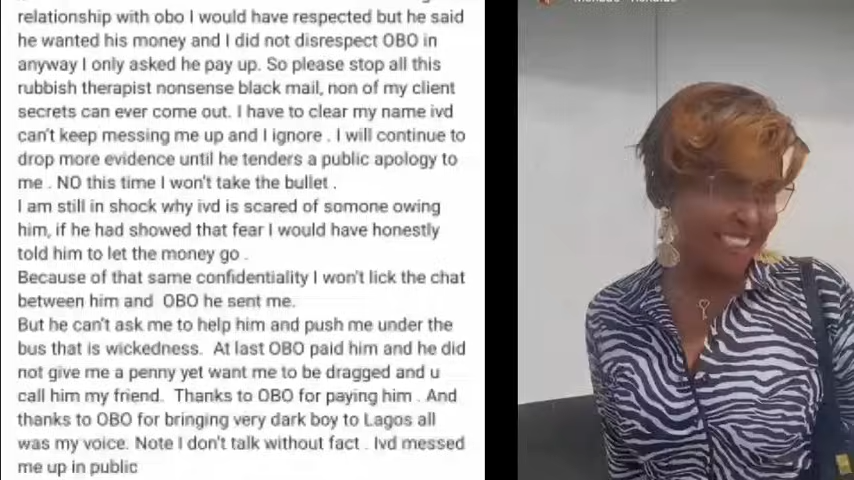 relationship with obo I would have respected but he said
he wanted his money and I did not disrespect OBO in
anyway I only asked he pay up. So please stop all this
rubbish therapist nonsense black mail, non of my client
secrets can ever come out. I have to clear my name ivd
can't keep messing me up and I ignore . I will continue to
drop more evidence until he tenders a public apology to
me . NO this time I won't take the bullet .
I am still in shock why ivd is scared of somone owing
him, if he had showed that fear I would have honestly
told him to let the money go .
Because of that same confidentiality I won't lick the chat
between him and OBO he sent me.
But he can't ask me to help him and push me under the
bus that is wickedness. At last OBO paid him and he did
not give me a penny yet want me to be dragged and u
call him my friend. Thanks to OBO for paying him . And
thanks to OBO for bringing very dark boy to Lagos all
was my voice. Note I don't talk without fact . Ivd messed
me up in public